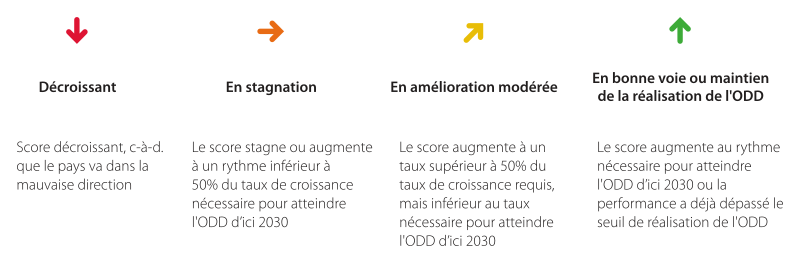 Décroissant
Score décroissant, c-à-d.
que le pays va dans la
mauvaise direction
En stagnation
Le score stagne ou augmente
à un rythme inférieur à
50% du taux de croissance
nécessaire pour atteindre
l'ODD d’ici 2030
En amélioration modérée
Le score augmente à un
taux supérieur à 50% du
taux de croissance requis,
mais inférieur au taux
nécessaire pour atteindre
l'ODD d’ici 2030
En bonne voie ou maintien
de la réalisation de l'ODD
Le score augmente au rythme
nécessaire pour atteindre
l'ODD d’ici 2030 ou la
performance a déjà dépassé le
seuil de réalisation de l'ODD